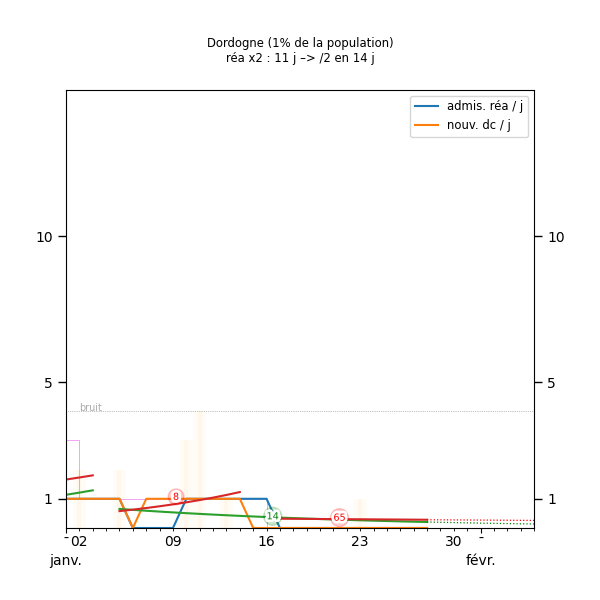 Dordogne (1% de la population)
réa x2 : 11 j –> /2 en 14 j
admis. réa / j
nouv. dc / j
10
10
5
5
bruit
1
1
8
14
65
02
09
16
23
30
janv.
févr.